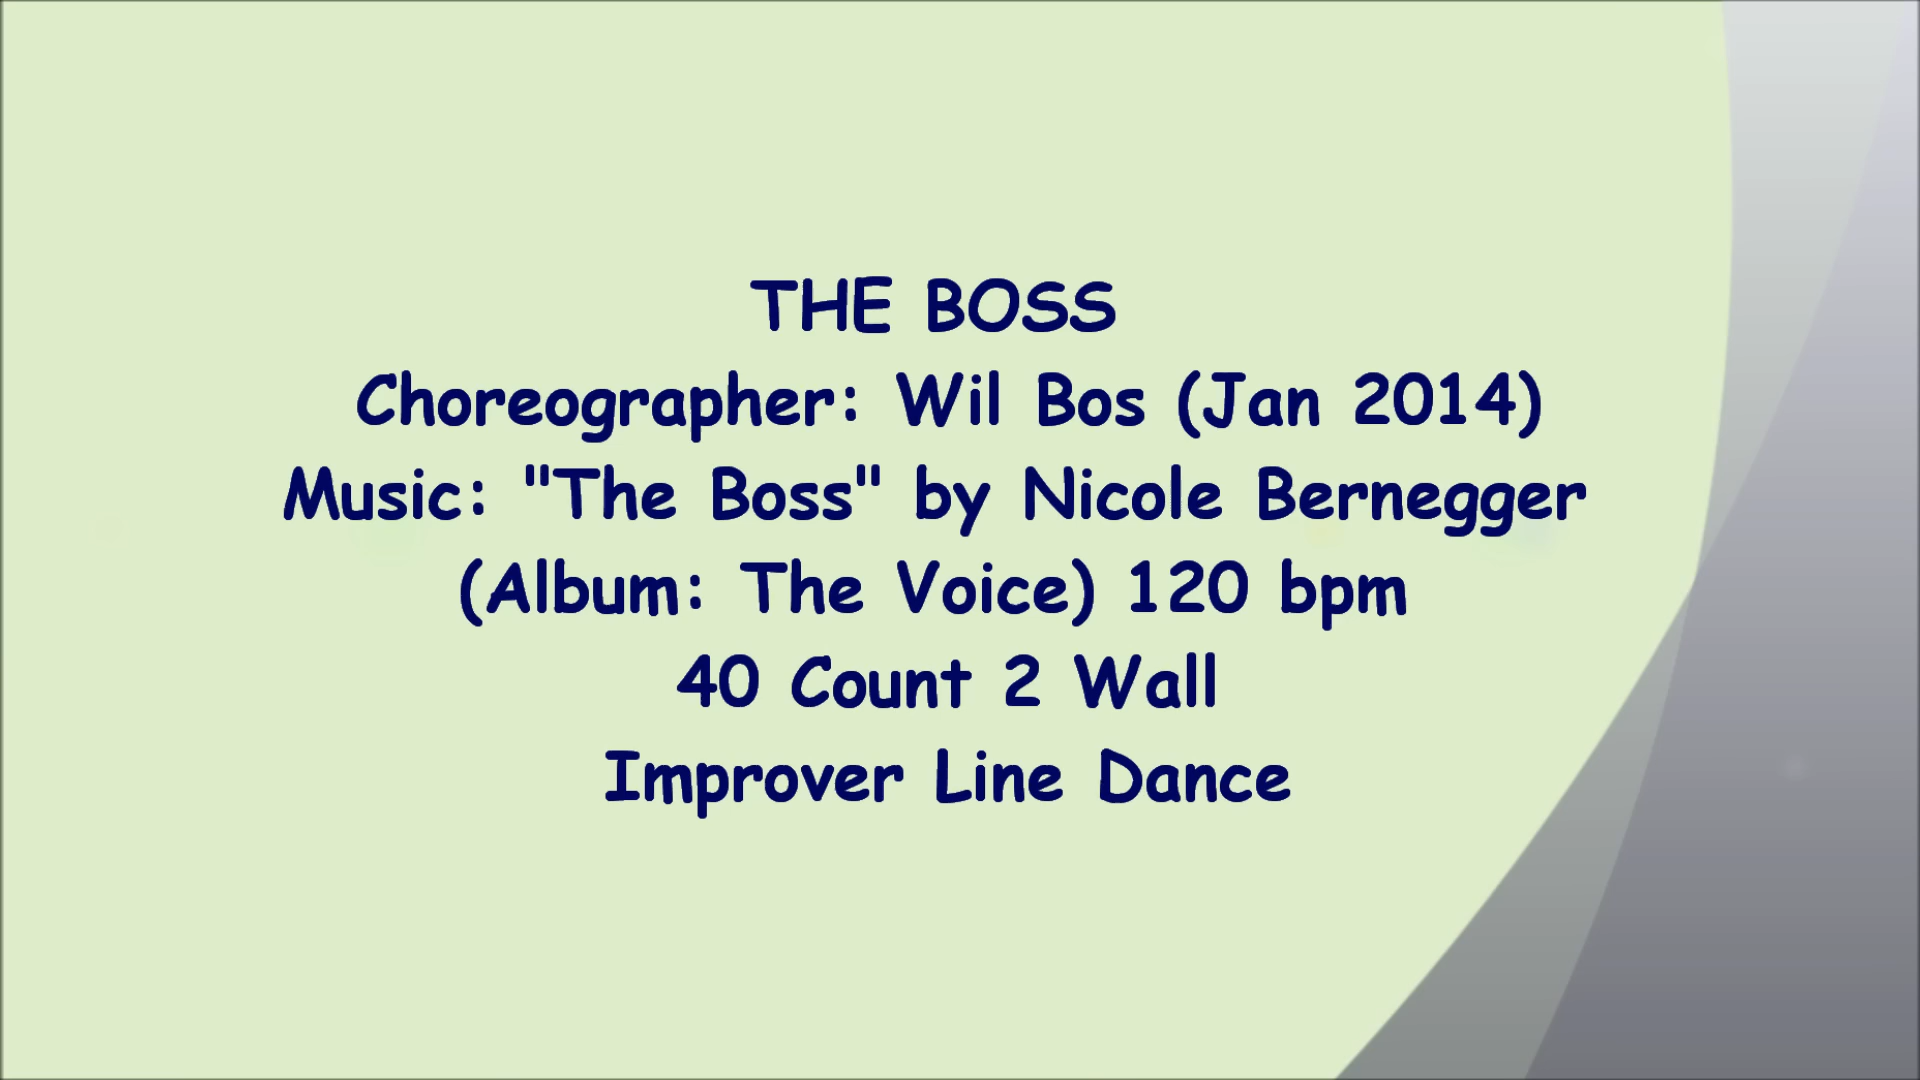 THE BOSS
Choreographer: Wil Bos (Jan 2014)
Music: "The Boss" by Nicole Bernegger
(Album: The Voice) 120 bpm
40 Count 2 Wall
Improver Line Dance